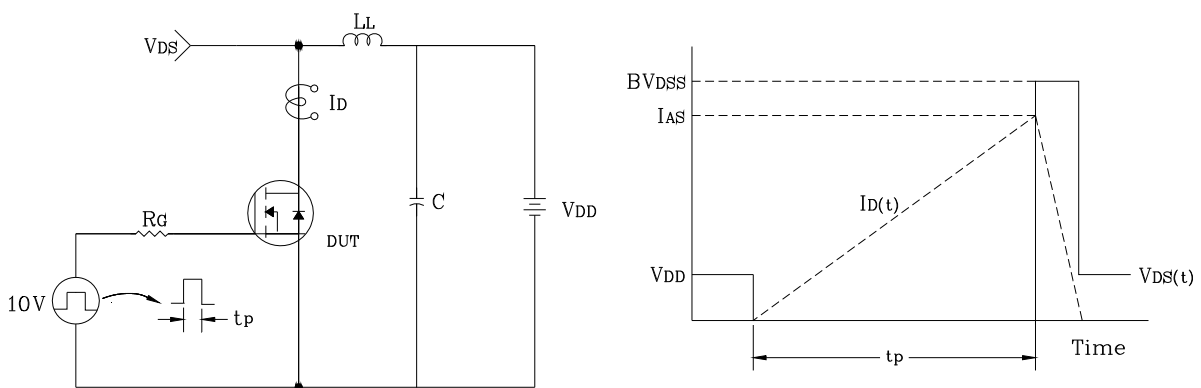 LL
VDS
ID
C
VDD
RG
DUT
10V
tp
BVDSS
IAS
ID(t)
VDD
VDS(t)
tp
Time